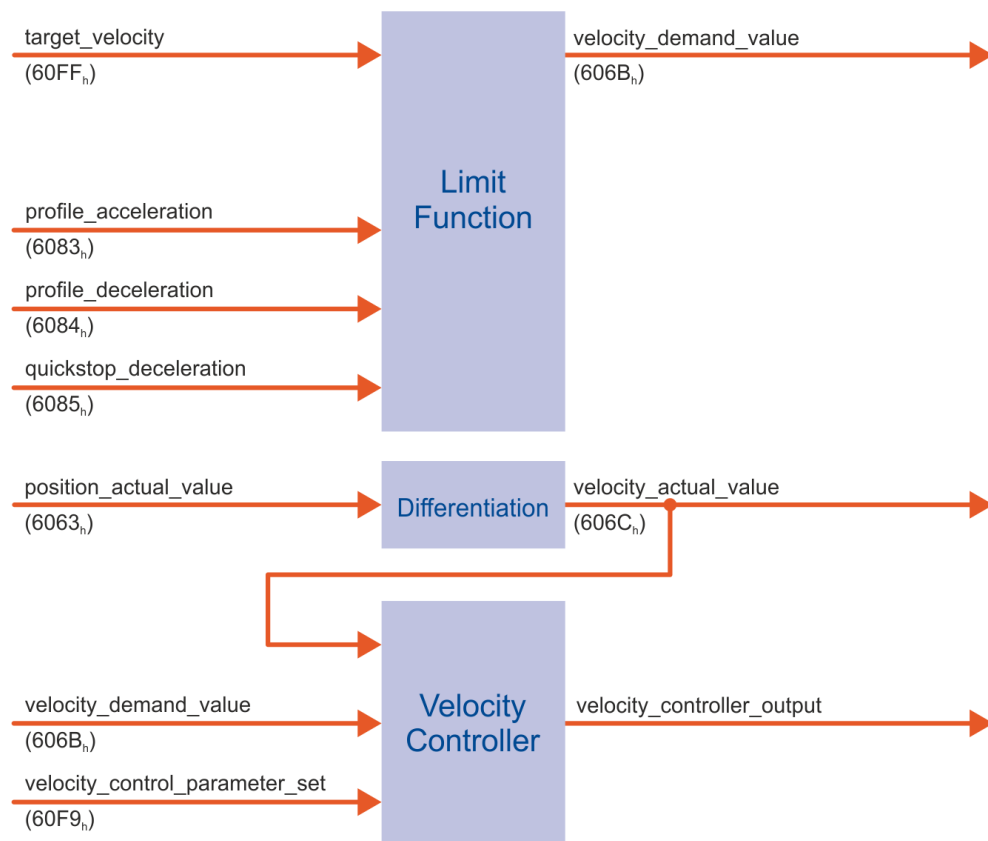 target_velocity
(60FFh)
velocity_demand_value
(606Bh)
Limit
Function
profile_acceleration
(6083h)
profile_deceleration
(6084h)
quickstop_deceleration
(6085h)
position_actual_value
(6063h)
Differentiation
velocity_actual_value
(606Ch)
velocity_demand_value
(606Bh)
Velocity
Controller
velocity_controller_output
velocity_control_parameter_set
(60F9h)